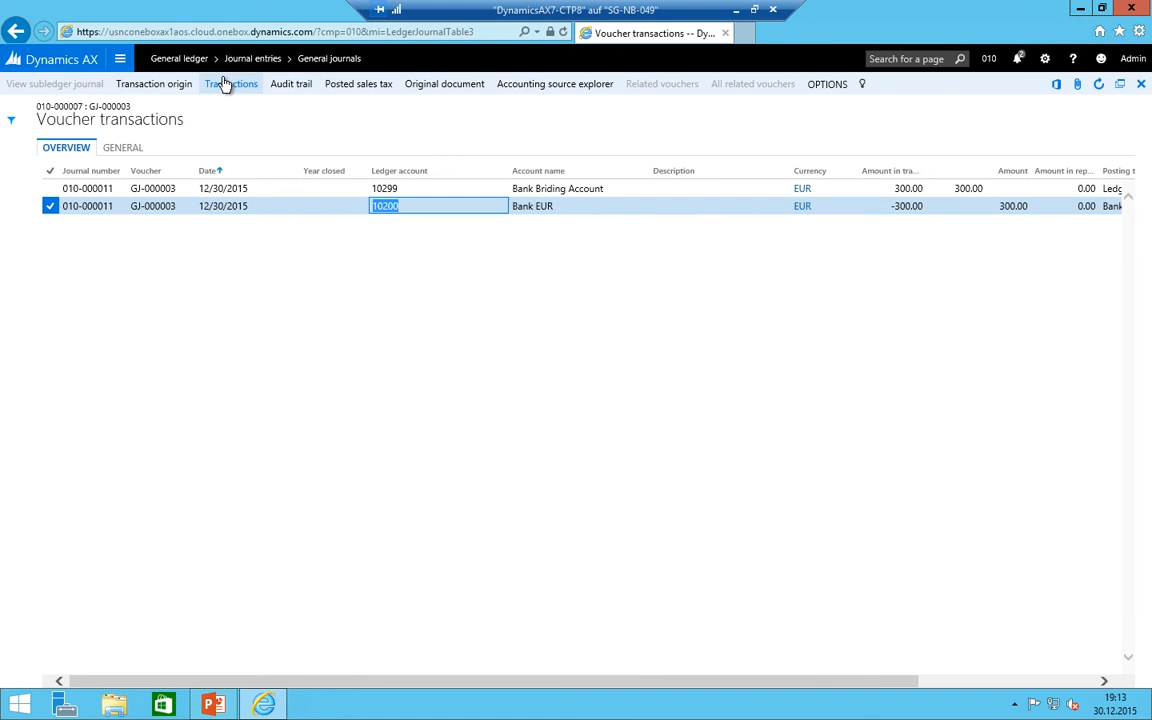 "DynamicsAX7-CTP8" auf "SG-NB-049"
https://usnconeboxax1aos.cloud.onebox.dynamics.com/?cmp=010&mi=LedgerJournalTable3
Voucher transactions -- Dy...
Dynamics AX
General ledger > Journal entries > General journals
Search for a page
010
Admin
View subledger journal Transaction origin Transactions Audit trail Posted sales tax Original document Accounting source explorer Related vouchers All related vouchers OPTIONS
010-000007 : GJ-000003
Voucher transactions
OVERVIEW GENERAL
Journal number Voucher Date Year closed Ledger account Account name Description Currency Amount in tra... Amount Amount in rep... Posting t
010-000011 GJ-000003 12/30/2015 10299 Bank Briding Account EUR 300.00 300.00 0.00 Ledg
010-000011 GJ-000003 12/30/2015 10200 Bank EUR EUR -300.00 300.00 0.00 Bank
19:13
30.12.2015